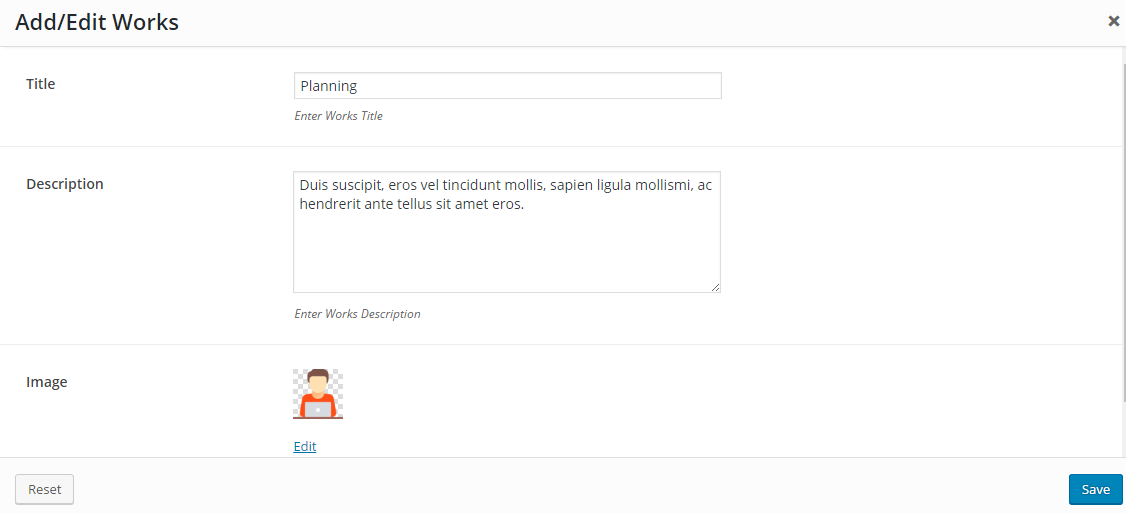 Add/Edit Works
×
Title
Planning
Enter Works Title
Description
Duis suscipit, eros vel tincidunt mollis, sapien ligula mollismi, ac
hendrerit ante tellus sit amet eros.
Enter Works Description
Image
Edit
Reset
Save